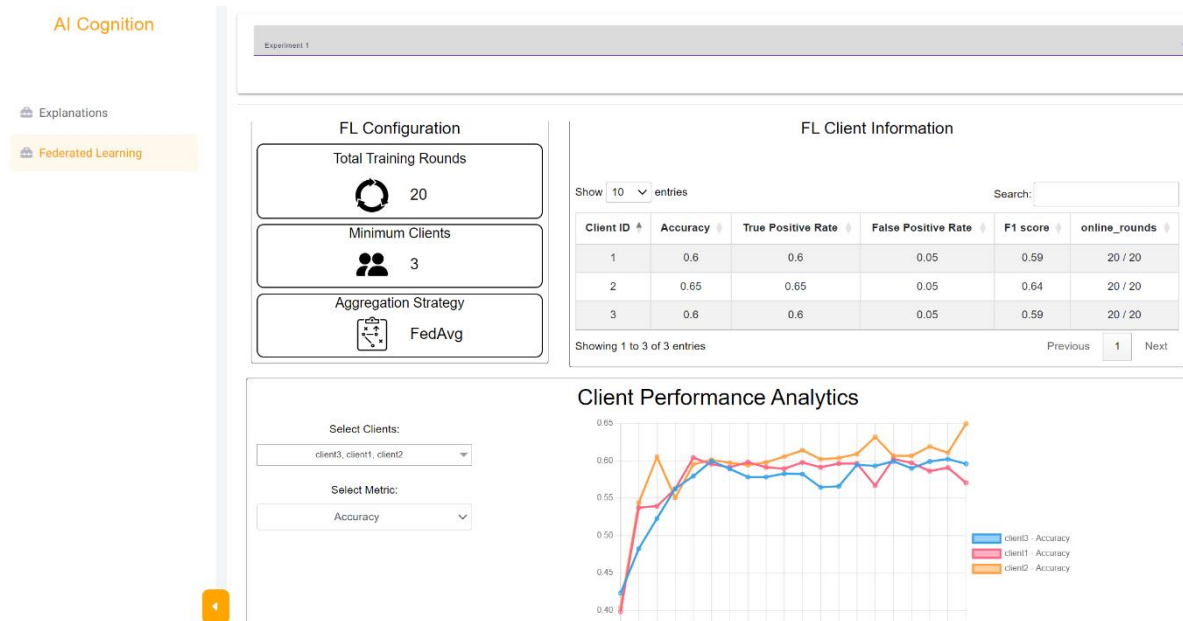 AI Cognition
Explanations
Federated Learning
Experiment 1
FL Configuration
Total Training Rounds
20
Minimum Clients
3
Aggregation Strategy
FedAvg
FL Client Information
Show 10 entries Search:
Client ID Accuracy True Positive Rate False Positive Rate F1 score online_rounds
1 0.6 0.6 0.05 0.59 20 / 20
2 0.65 0.65 0.05 0.64 20 / 20
3 0.6 0.6 0.05 0.59 20 / 20
Showing 1 to 3 of 3 entries Previous 1 Next
Client Performance Analytics
Select Clients:
client3, client1, client2
Select Metric:
Accuracy
0.65
0.60
0.55
0.50
0.45
0.40
client3 - Accuracy
client1 - Accuracy
client2 - Accuracy